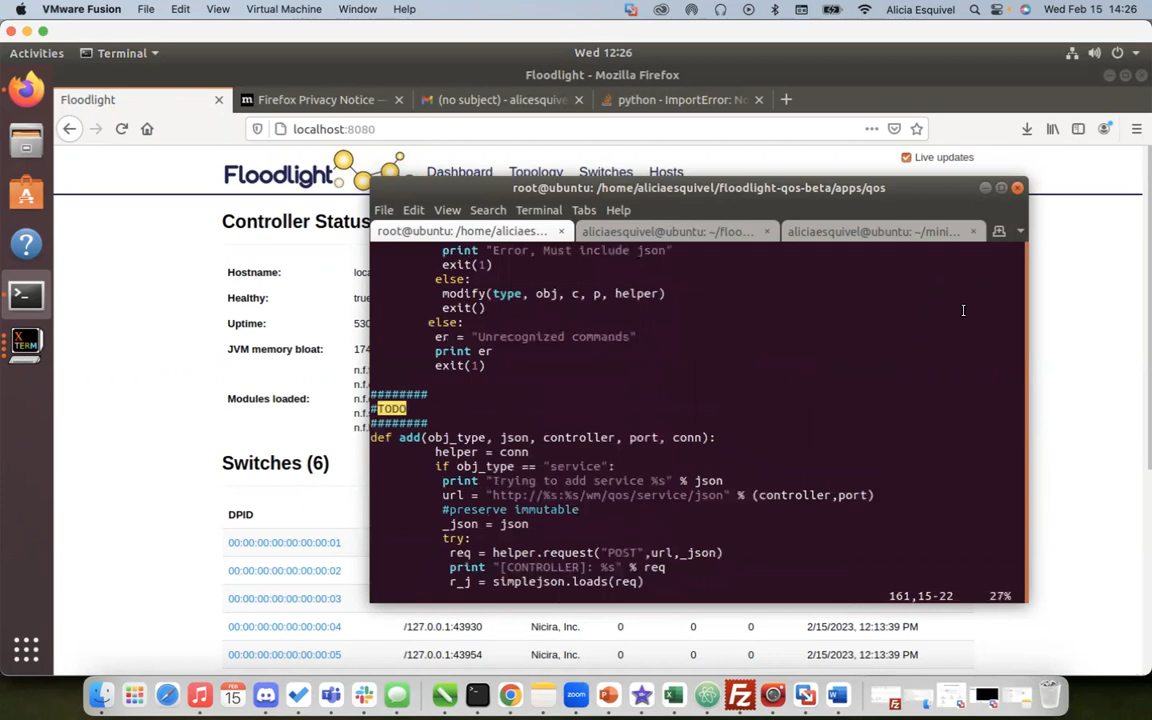 VMware Fusion File Edit View Virtual Machine Window Help Alicia Esquivel Wed Feb 15 14:26
Activities Terminal Wed 12:26
Floodlight - Mozilla Firefox
Floodlight Firefox Privacy Notice — (no subject) - alicesquive python - ImportError: No
localhost:8080
Live updates
Floodlight Dashboard Topology Switches Hosts
root@ubuntu: /home/aliciaesquivel/floodlight-qos-beta/apps/qos
Controller Status
File Edit View Search Terminal Tabs Help
root@ubuntu: /home/aliciaes... aliciaesquivel@ubuntu: ~/floo... aliciaesquivel@ubuntu: ~/mini...
print "Error, Must include json"
exit(1)
Hostname: loca
else:
Healthy: true
modify(type, obj, c, p, helper)
exit()
Uptime: 530
else:
er = "Unrecognized commands"
JVM memory bloat: 174
print er
exit(1)
n.f.
n.f.
Modules loaded: n.f.
n.f.
n.f.
########
#TODO
########
def add(obj_type, json, controller, port, conn):
helper = conn
Switches (6)
if obj_type == "service":
print "Trying to add service %s" % json
url = "http://%s:%s/wm/qos/service/json" % (controller,port)
#preserve immutable
DPID
_json = json
try:
00:00:00:00:00:00:00:01
req = helper.request("POST",url,_json)
print "[CONTROLLER]: %s" % req
00:00:00:00:00:00:00:02
r_j = simplejson.loads(req)
161,15-22 27%
00:00:00:00:00:00:00:03
00:00:00:00:00:00:00:04 /127.0.0.1:43930 Nicira, Inc. 0 0 0 2/15/2023, 12:13:39 PM
00:00:00:00:00:00:00:05 /127.0.0.1:43954 Nicira, Inc. 0 0 0 2/15/2023, 12:13:39 PM